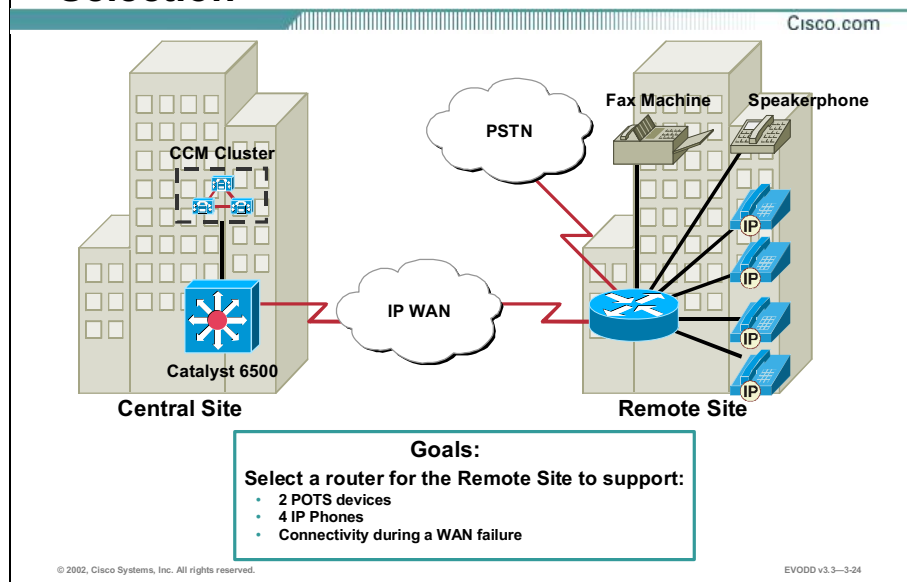 Selection
Cisco.com
Fax Machine
Speakerphone
PSTN
CCM Cluster
IP
IP
IP WAN
IP
Catalyst 6500
IP
Central Site
Remote Site
Goals:
Select a router for the Remote Site to support:
• 2 POTS devices
• 4 IP Phones
• Connectivity during a WAN failure
© 2002, Cisco Systems, Inc. All rights reserved.
EVODD v3.3—3-24